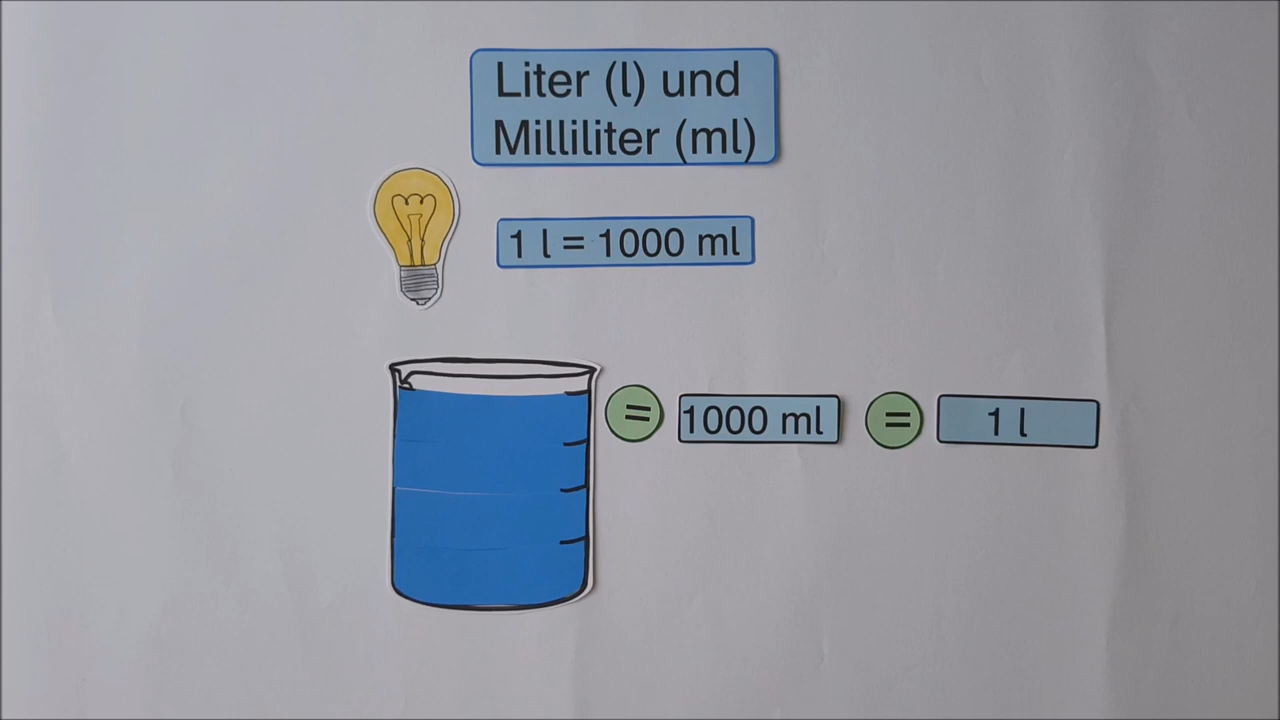 Liter (l) und
Milliliter (ml)
1 l = 1000 ml
= 1000 ml = 1 l